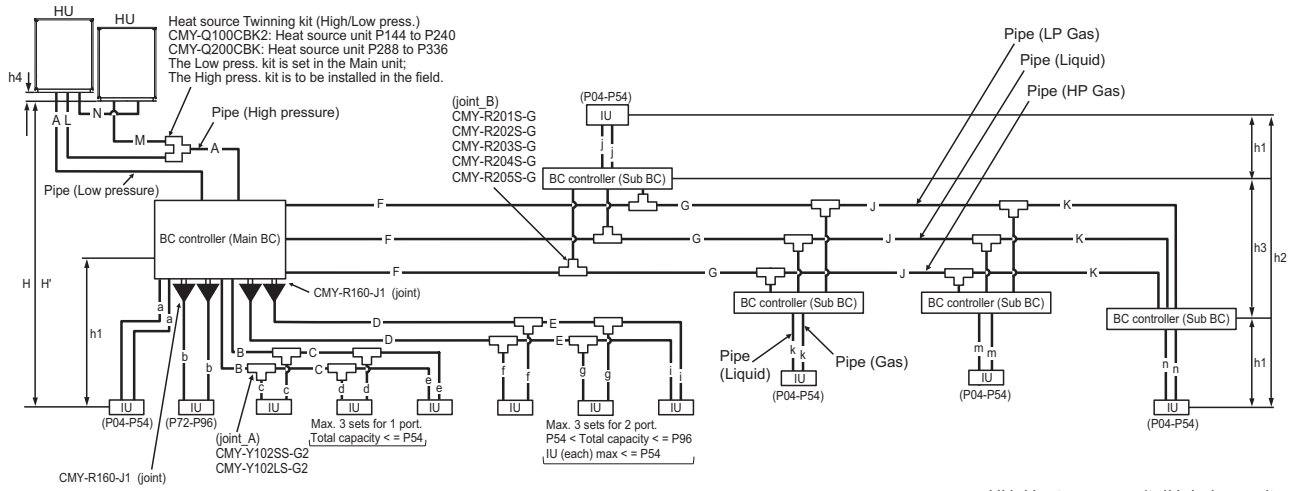 HU
HU
Heat source Twinning kit (High/Low press.)
CMY-Q100CBK2: Heat source unit P144 to P240
CMY-Q200CBK: Heat source unit P288 to P336
The Low press. kit is set in the Main unit;
The High press. kit is to be installed in the field.
h4
A L
N
M
A
Pipe (High pressure)
Pipe (Low pressure)
(joint_B)
CMY-R201S-G
CMY-R202S-G
CMY-R203S-G
CMY-R204S-G
CMY-R205S-G
(P04-P54)
IU
j
j
BC controller (Sub BC)
Pipe (LP Gas)
Pipe (Liquid)
Pipe (HP Gas)
h1
h3
h2
h1
H
H'
h1
BC controller (Main BC)
F
G
J
K
F
G
J
K
F
G
J
K
CMY-R160-J1 (joint)
BC controller (Sub BC)
BC controller (Sub BC)
BC controller (Sub BC)
a
a
b
b
D
E
D
E
B
C
B
C
c
c
d
d
e
e
f
f
g
g
i
i
Pipe
(Liquid)
k
k
Pipe (Gas)
m
m
n
n
IU
(P04-P54)
IU
(P04-P54)
IU
(P04-P54)
IU
(P04-P54)
IU
(P72-P96)
IU
IU
IU
IU
IU
IU
(joint_A)
CMY-Y102SS-G2
CMY-Y102LS-G2
Max. 3 sets for 1 port.
Total capacity < = P54
Max. 3 sets for 2 port.
P54 < Total capacity < = P96
IU (each) max < = P54
CMY-R160-J1 (joint)